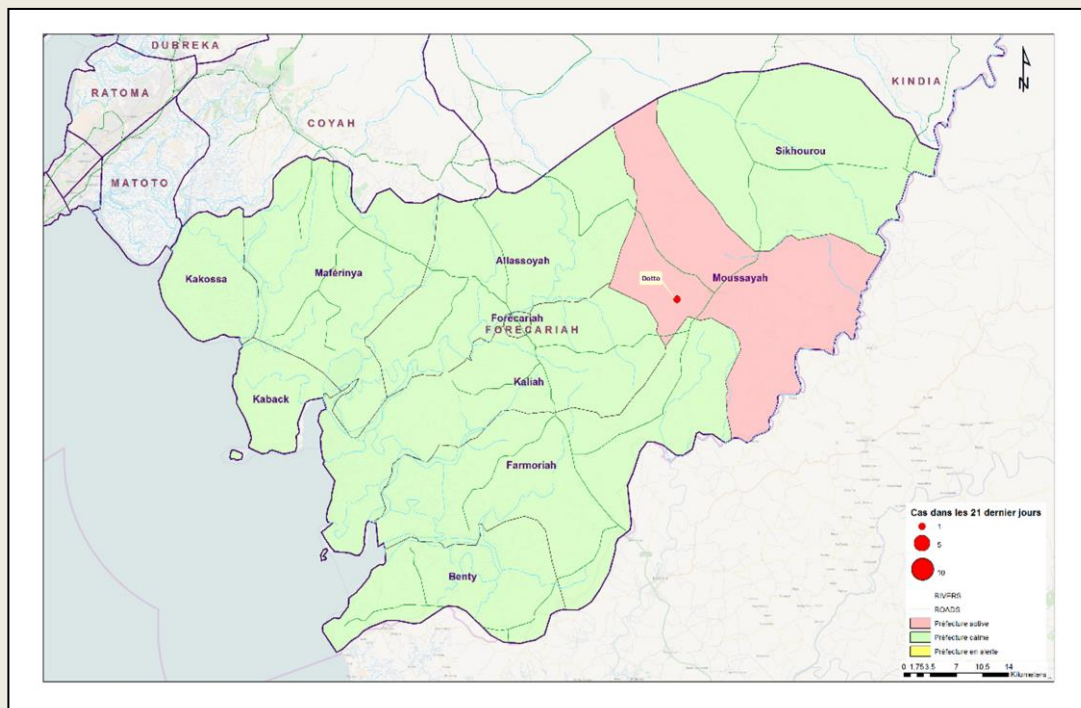 DUBREKA
RATOMA
KINDIA
COYAH
MATOTO
N
Sikhourou
Kakossa
Maférinya
Allassoyah
Moussayah
Dotta
Forécariah
FORECARIAH
Kaliah
Kaback
Farmoriah
Benty
Cas dans les 21 dernier jours
1
5
10
RIVERS
ROADS
Préfecture active
Préfecture calme
Préfecture en alerte
0 1.75 3.5 7 10.5 14
Kilometers